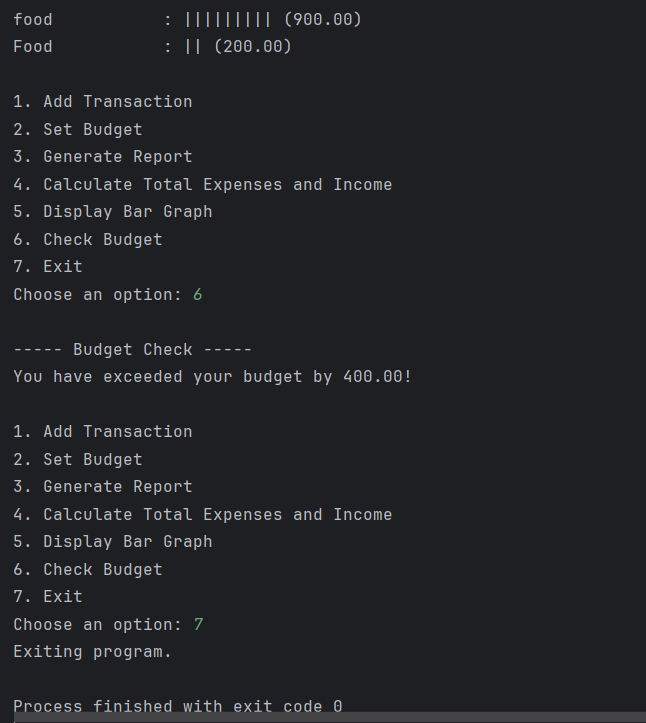 food           : ||||||||| (900.00)
Food           : || (200.00)
1. Add Transaction
2. Set Budget
3. Generate Report
4. Calculate Total Expenses and Income
5. Display Bar Graph
6. Check Budget
7. Exit
Choose an option: 6
----- Budget Check -----
You have exceeded your budget by 400.00!
1. Add Transaction
2. Set Budget
3. Generate Report
4. Calculate Total Expenses and Income
5. Display Bar Graph
6. Check Budget
7. Exit
Choose an option: 7
Exiting program.
Process finished with exit code 0